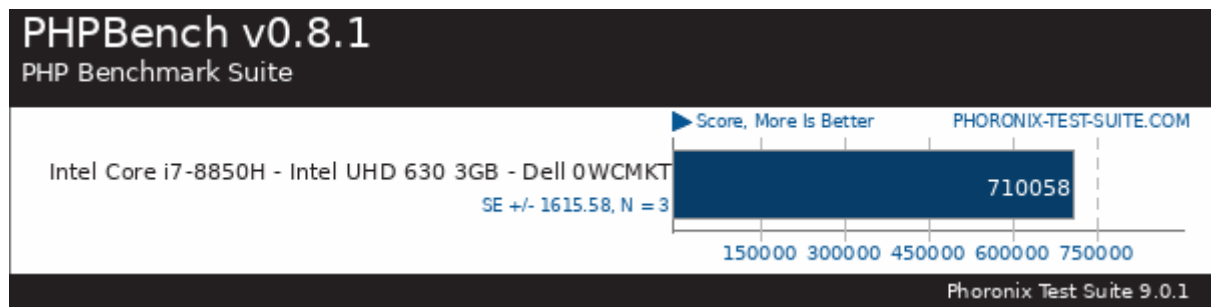 PHPBench v0.8.1
PHP Benchmark Suite
Score, More Is Better PHORONIX-TEST-SUITE.COM
Intel Core i7-8850H - Intel UHD 630 3GB - Dell 0WCMKT
710058
SE +/- 1615.58, N = 3
150000 300000 450000 600000 750000
Phoronix Test Suite 9.0.1